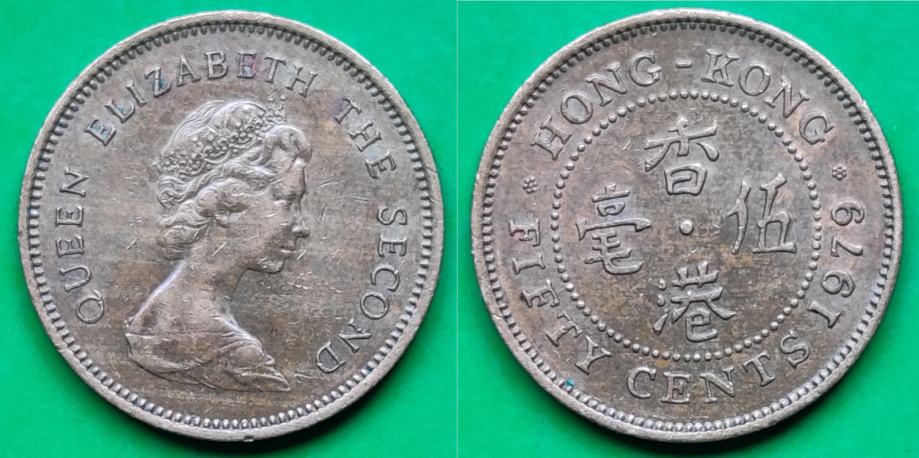 QUEEN ELIZABETH THE SECOND
HONG-KONG
香港
伍毫
FIFTY CENTS 1979